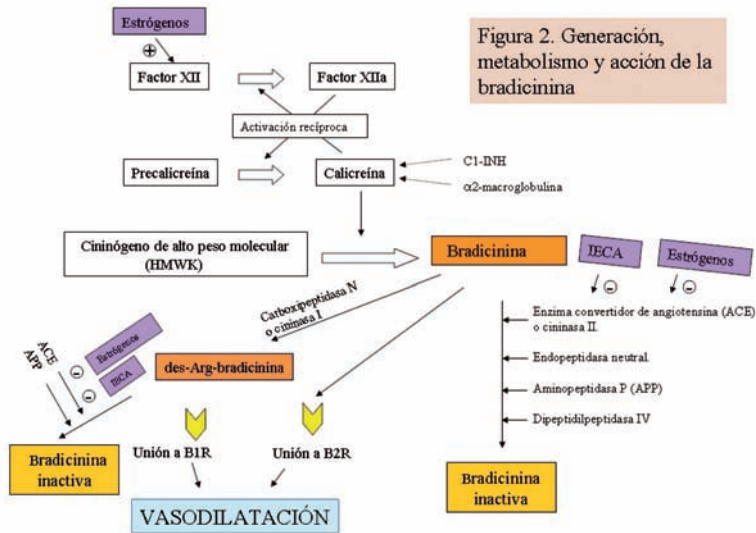 Estrógenos
Figura 2. Generación,
metabolismo y acción de la
bradicinina
+
Factor XII
Factor XIIa
Activación recíproca
Precalicreína
Calicreína
C1-INH
α2-macroglobulina
Cininógeno de alto peso molecular
(HMWK)
Bradicinina
IECA
Estrógenos
-
-
Carboxipeptidasa N
o cininasa I
Enzima convertidor de angiotensina (ACE)
o cininasa II.
Endopeptidasa neutral.
Aminopeptidasa P (APP)
Dipeptidilpeptidasa IV
ACE
APP
-
-
Estrógenos
IECA
des-Arg-bradicinina
Bradicinina
inactiva
Unión a B1R
Unión a B2R
Bradicinina
inactiva
VASODILATACIÓN